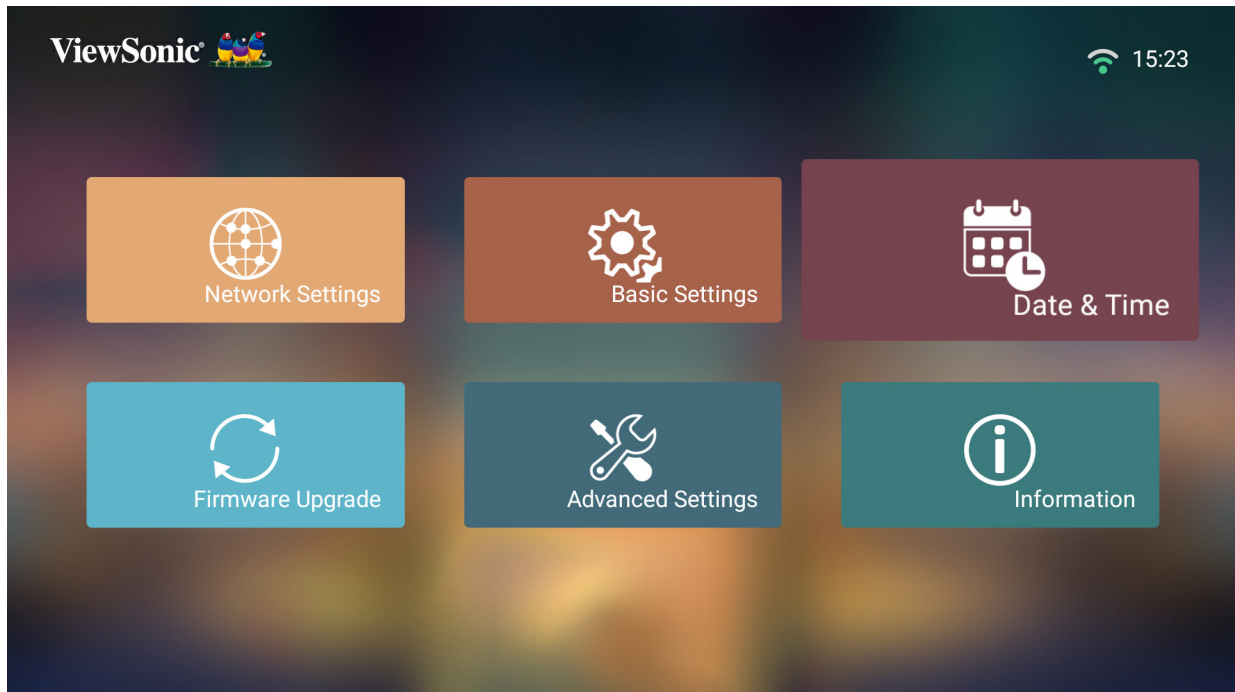 ViewSonic®
15:23
Network Settings
Basic Settings
Date & Time
Firmware Upgrade
Advanced Settings
Information